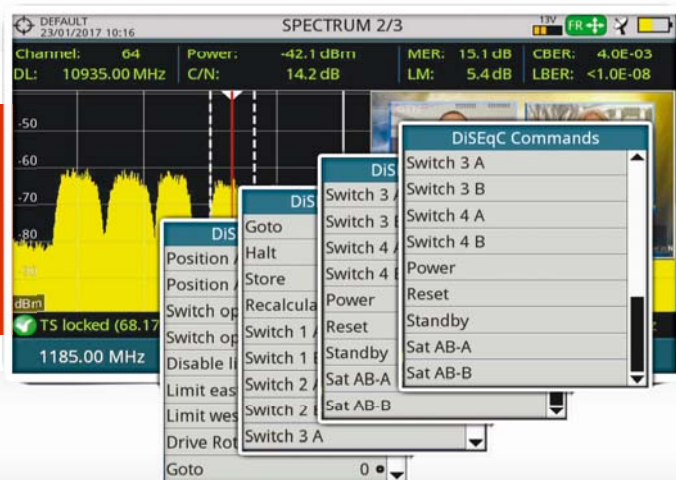 DEFAULT
23/01/2017 10:16
SPECTRUM 2/3
13V
FR
Channel: 64
Power: -42.1 dBm
MER: 15.1 dB
CBER: 4.0E-03
DL: 10935.00 MHz
C/N: 14.2 dB
LM: 5.4 dB
LBER: <1.0E-08
-50
-60
-70
-80
dBm
TS locked (68.17
1185.00 MHz
DiS
Position
Position
Switch op
Switch op
Disable li
Limit eas
Limit wes
Drive Rot
Goto 0
DiS
Goto
Halt
Store
Recalcula
Switch 1
Switch 1
Switch 2
Switch 2
Switch 3 A
DiS
Switch 3
Switch 3
Switch 4
Switch 4
Power
Reset
Standby
Sat AB-A
Sat AB-B
DiSEqC Commands
Switch 3 A
Switch 3 B
Switch 4 A
Switch 4 B
Power
Reset
Standby
Sat AB-A
Sat AB-B